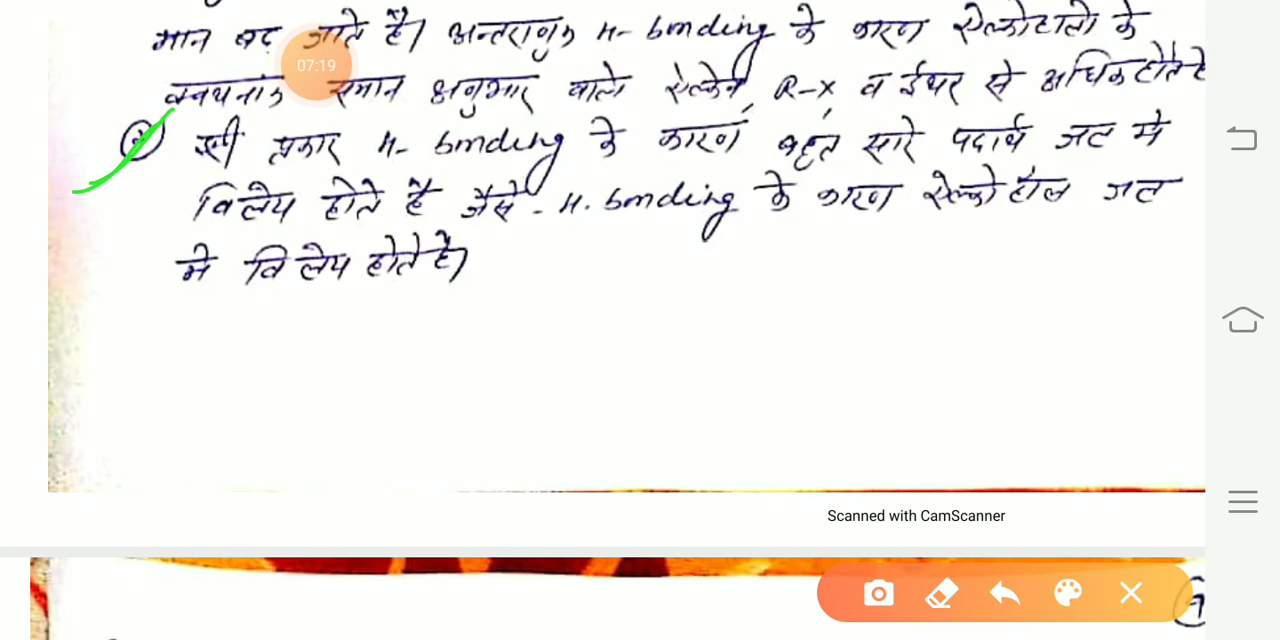 मान बढ़ जाते है। अन्तराणुक H- bonding के कारण ऐल्कोहालो के
07:19
क्वथनांक समान अणुभार वाले ऐल्केन, R-X, व ईथर से अधिक होते है
इसी प्रकार H- bonding के कारण बहुत सारे पदार्थ जल मे
विलेय होते है जैसे - H. bonding के कारण ऐल्कोहॉल जल
मे विलेय होते है।
Scanned with CamScanner